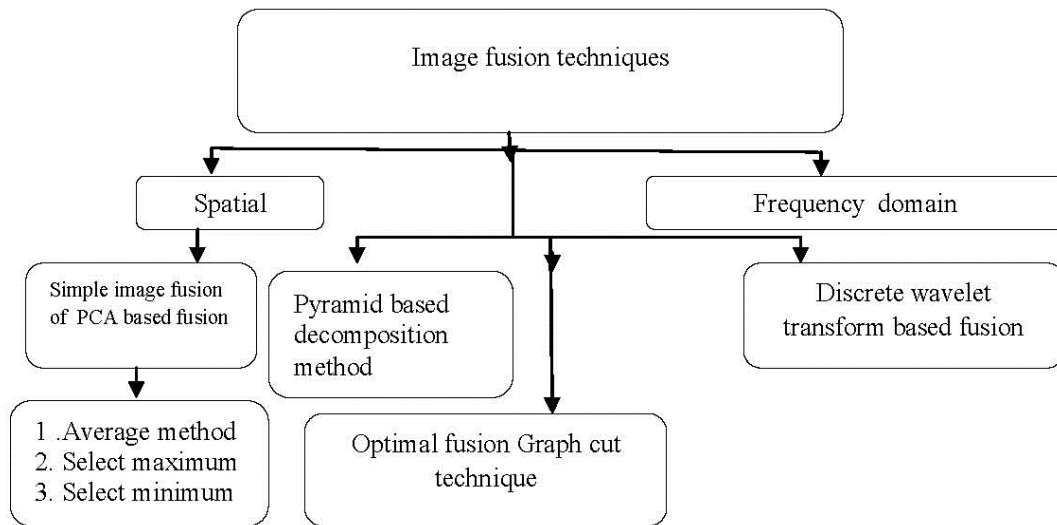 Image fusion techniques
Spatial
Frequency domain
Simple image fusion
of PCA based fusion
Pyramid based
decomposition
method
Discrete wavelet
transform based fusion
1 .Average method
2. Select maximum
3. Select minimum
Optimal fusion Graph cut
technique